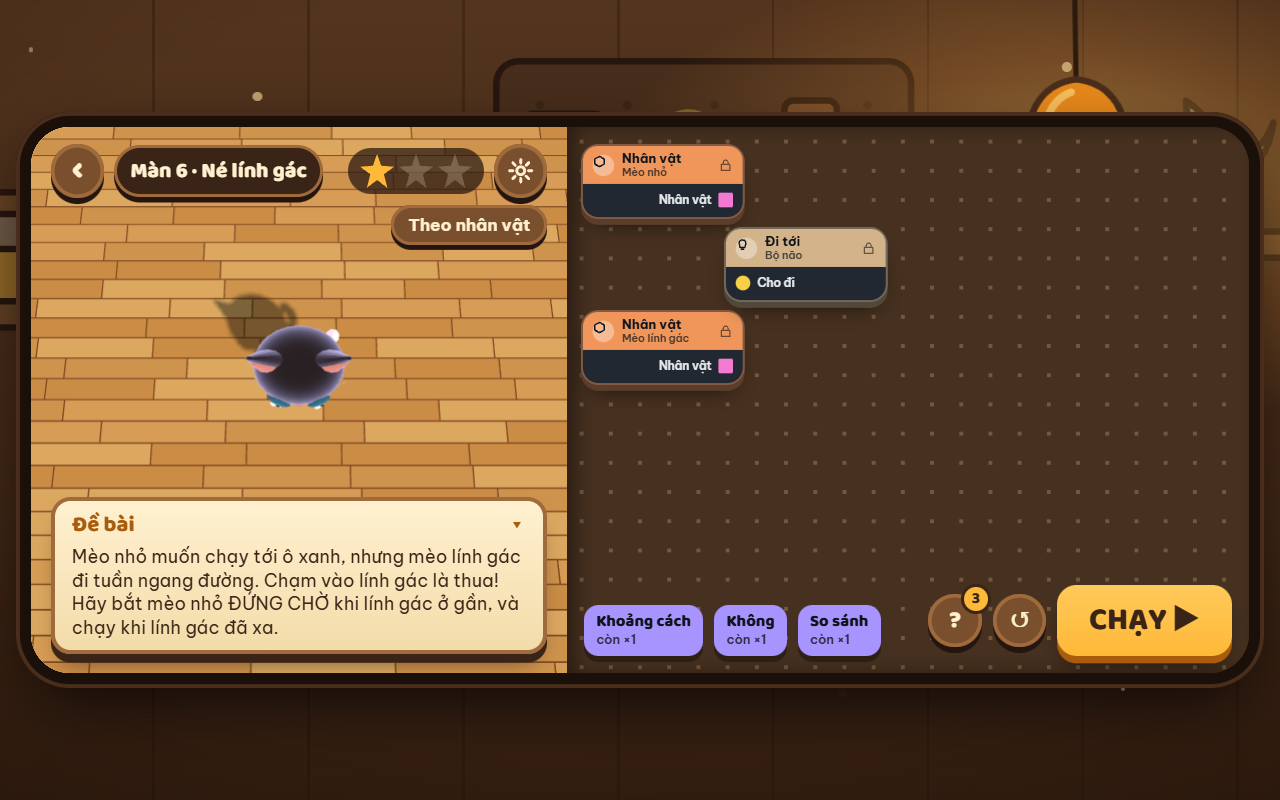 Màn 6 · Né lính gác
Theo nhân vật
Đề bài
Mèo nhỏ muốn chạy tới ô xanh, nhưng mèo lính gác
đi tuần ngang đường. Chạm vào lính gác là thua!
Hãy bắt mèo nhỏ ĐỨNG CHỜ khi lính gác ở gần, và
chạy khi lính gác đã xa.
Nhân vật
Mèo nhỏ
Nhân vật
Đi tới
Bộ não
Cho đi
Nhân vật
Mèo lính gác
Nhân vật
Khoảng cách
còn ×1
Không
còn ×1
So sánh
còn ×1
?
3
CHẠY